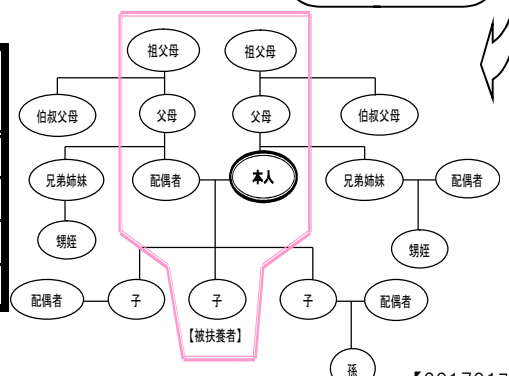 祖父母 祖父母
伯叔父母 父母 父母 伯叔父母
兄弟姉妹 配偶者 本人 兄弟姉妹 配偶者
甥姪 甥姪
配偶者 子 子 子 配偶者
【被扶養者】
孫